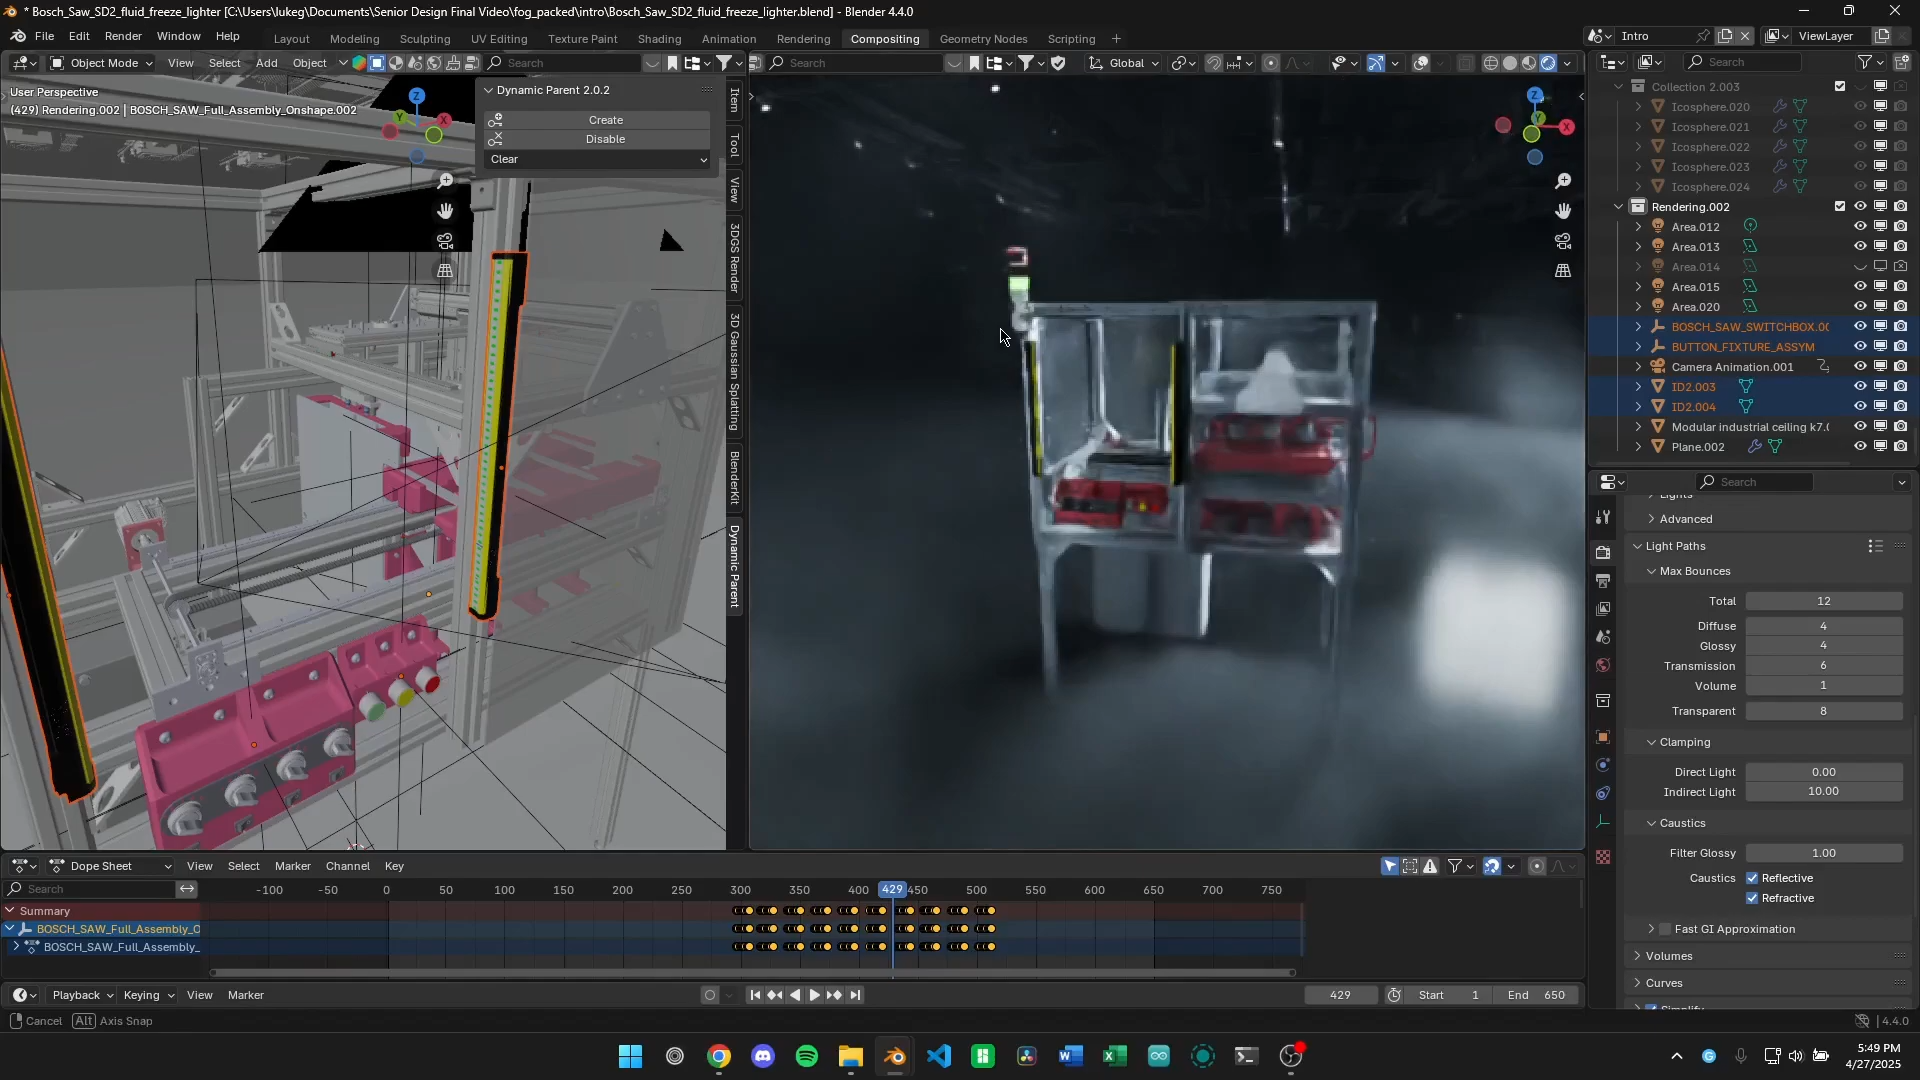 * Bosch_Saw_SD2_fluid_freeze_lighter [C:\Users\lukeg\Documents\Senior Design Final Video\fog_packed\intro\Bosch_Saw_SD2_fluid_freeze_lighter.blend] - Blender 4.4.0
File Edit Render Window Help Layout Modeling Sculpting UV Editing Texture Paint Shading Animation Rendering Compositing Geometry Nodes Scripting + Intro ViewLayer
Object Mode View Select Add Object Search Search Global Search
User Perspective
(429) Rendering.002 | BOSCH_SAW_Full_Assembly_Onshape.002
Dynamic Parent 2.0.2
Create
Disable
Clear
Item
Tool
View
3DGS Render
3D Gaussian Splatting
BlenderKit
Dynamic Parent
Z
Y
X
Z
Y
X
Collection 2.003
Icosphere.020
Icosphere.021
Icosphere.022
Icosphere.023
Icosphere.024
Rendering.002
Area.012
Area.013
Area.014
Area.015
Area.020
BOSCH_SAW_SWITCHBOX.00
BUTTON_FIXTURE_ASSYM
Camera Animation.001
ID2.003
ID2.004
Modular industrial ceiling k7.0
Plane.002
Search
Lights
Advanced
Light Paths
Max Bounces
Total 12
Diffuse 4
Glossy 4
Transmission 6
Volume 1
Transparent 8
Clamping
Direct Light 0.00
Indirect Light 10.00
Caustics
Filter Glossy 1.00
Caustics Reflective
Refractive
Fast GI Approximation
Volumes
Curves
Simplify
Dope Sheet View Select Marker Channel Key
Search -100 -50 0 50 100 150 200 250 300 350 400 429 450 500 550 600 650 700 750
Summary
BOSCH_SAW_Full_Assembly_O
BOSCH_SAW_Full_Assembly_
Playback Keying View Marker 429 Start 1 End 650
Cancel Alt Axis Snap 4.4.0
5:49 PM
4/27/2025